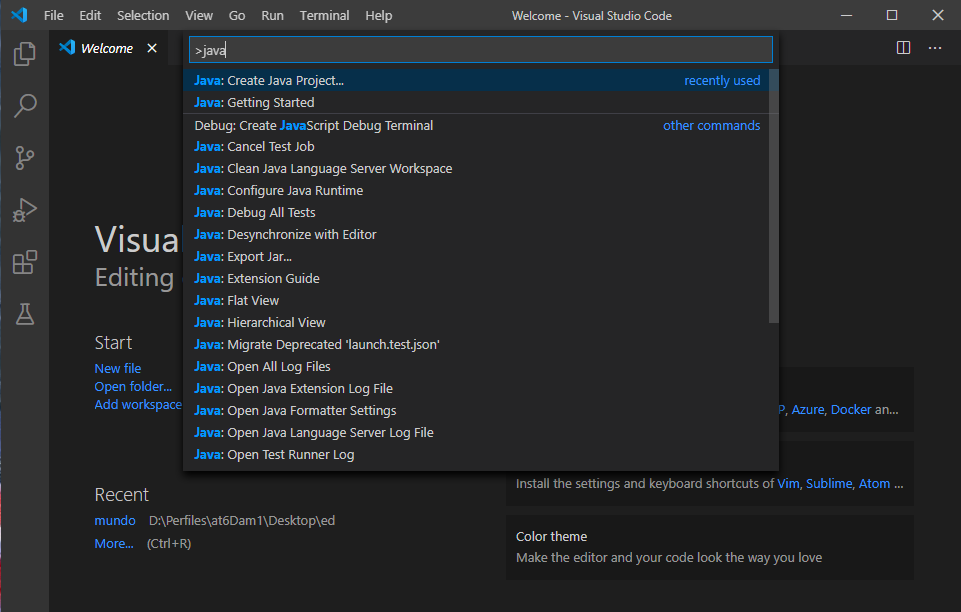 File Edit Selection View Go Run Terminal Help Welcome - Visual Studio Code
Welcome
>java
Java: Create Java Project... recently used
Java: Getting Started
Debug: Create JavaScript Debug Terminal other commands
Java: Cancel Test Job
Java: Clean Java Language Server Workspace
Java: Configure Java Runtime
Java: Debug All Tests
Java: Desynchronize with Editor
Java: Export Jar...
Java: Extension Guide
Java: Flat View
Java: Hierarchical View
Java: Migrate Deprecated 'launch.test.json'
Java: Open All Log Files
Java: Open Java Extension Log File
Java: Open Java Formatter Settings
Java: Open Java Language Server Log File
Java: Open Test Runner Log
Visua
Editing
Start
New file
Open folder...
Add workspace
Recent
mundo D:\Perfiles\at6Dam1\Desktop\ed
More... (Ctrl+R)
P, Azure, Docker an...
Install the settings and keyboard shortcuts of Vim, Sublime, Atom ...
Color theme
Make the editor and your code look the way you love